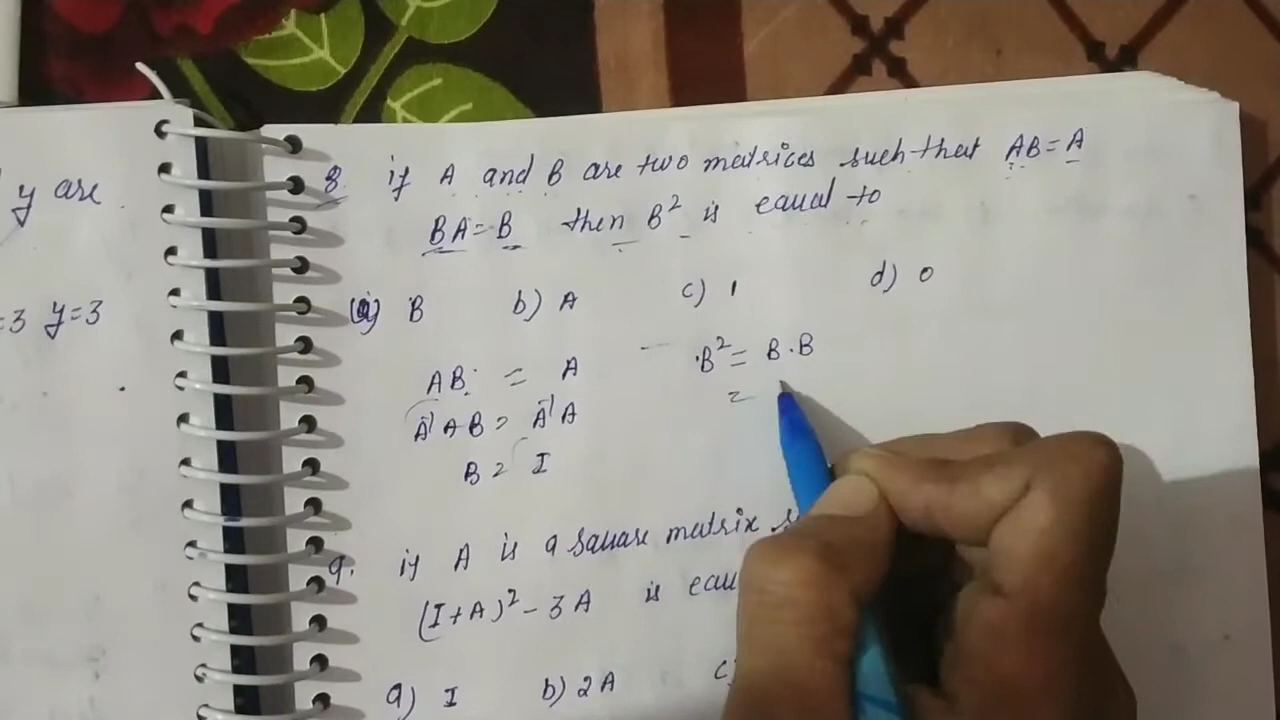 y are
=3 y=3
8. if A and B are two matrices such that AB=A
BA=B then B² is equal to
(a) B b) A c) 1 d) 0
AB = A
A⁻¹AB = A⁻¹A
B = I
B² = B.B
=
9. if A is a square matrix
(I+A)² - 3A is
a) I b) 2A